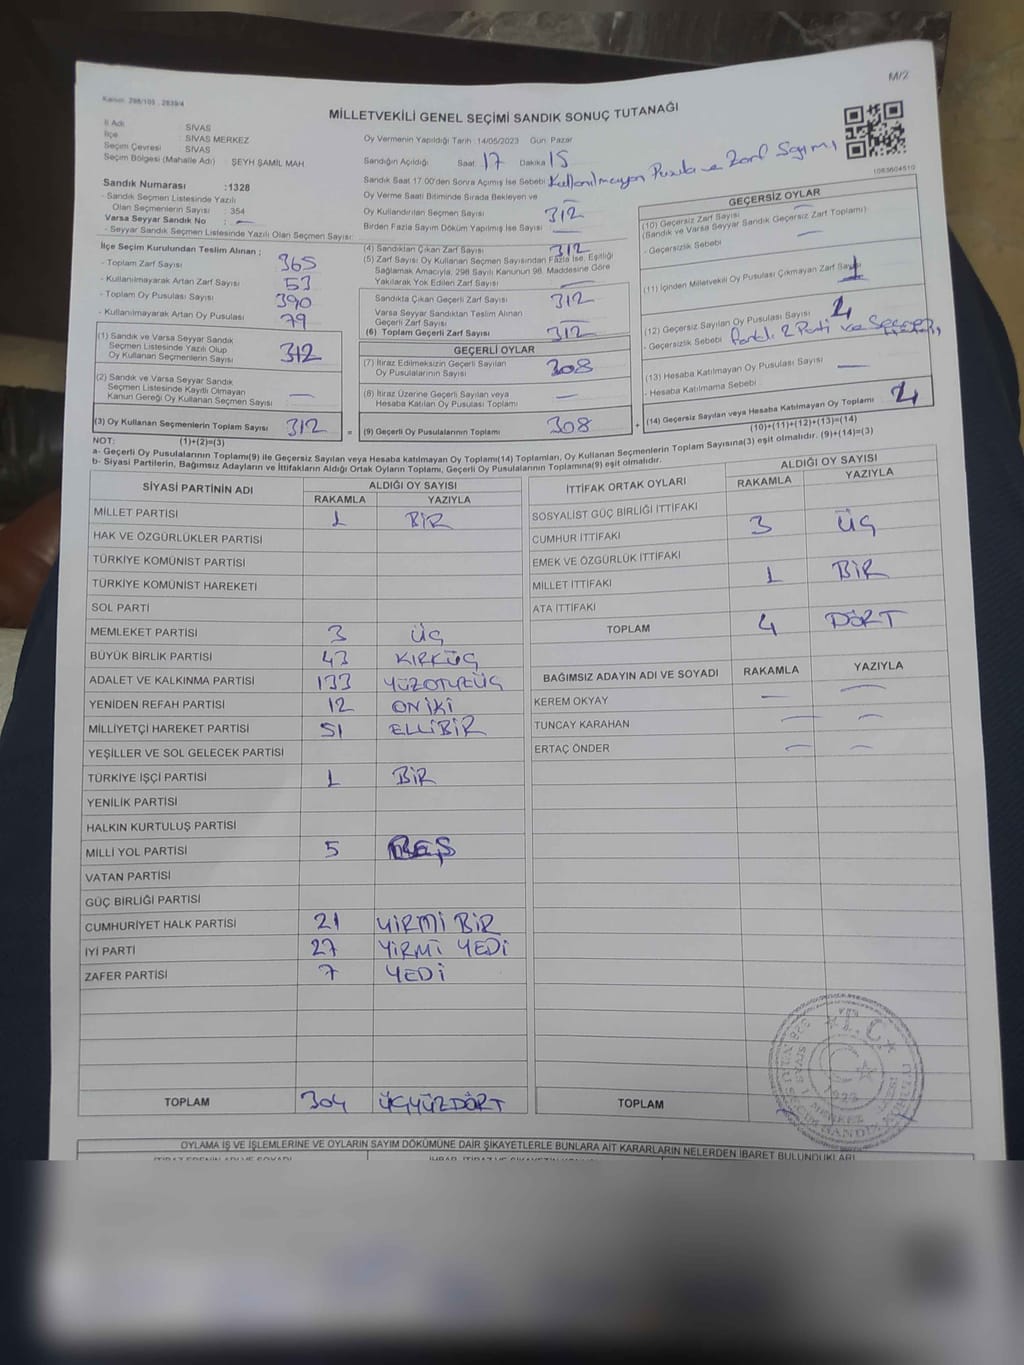 M/2
Kanun: 298/105 , 2839/4
MİLLETVEKİLİ GENEL SEÇİMİ SANDIK SONUÇ TUTANAĞI
İl Adı : SİVAS
İlçe : SİVAS MERKEZ
Seçim Çevresi : SİVAS
Seçim Bölgesi (Mahalle Adı) : ŞEYH ŞAMİL MAH
Sandık Numarası :1328
- Sandık Seçmen Listesinde Yazılı
Olan Seçmenlerin Sayısı : 354
Varsa Seyyar Sandık No : —
- Seyyar Seçmen Listesinde Yazılı Olan Seçmen Sayısı:
İlçe Seçim Kurulundan Teslim Alınan ;
- Toplam Zarf Sayısı 365
- Kullanılmayarak Artan Zarf Sayısı 53
- Toplam Oy Pusulası Sayısı 390
- Kullanılmayarak Artan Oy Pusulası 79
(1) Sandık ve Varsa Seyyar Sandık
Seçmen Listesinde Yazılı Olup
Oy Kullanan Seçmenlerin Sayısı : 312
(2) Sandık ve Varsa Seyyar Sandık
Seçmen Listesinde Kayıtlı Olmayan
Kanun Gereği Oy Kullanan Seçmen Sayısı : —
(3) Oy Kullanan Seçmenlerin Toplam Sayısı 312
Oy Vermenin Yapıldığı Tarih :14/05/2023 Gün: Pazar
Sandığın Açıldığı Saat: 17 Dakika 15
Sandık Saat 17:00'den Sonra Açılmış İse Sebebi Kullanılmayan Pusula ve Zarf Sayımı
Oy Verme Saati Bitiminde Sırada Bekleyen ve
Oy Kullandırılan Seçmen Sayısı 312
Birden Fazla Sayım Döküm Yapılmış İse Sayısı : —
(4) Sandıktan Çıkan Zarf Sayısı 312
(5) Zarf Sayısı Oy Kullanan Seçmen Sayısından Fazla İse, Eşitliği
Sağlamak Amacıyla, 298 Sayılı Kanunun 98. Maddesine Göre
Yakılarak Yok Edilen Zarf Sayısı —
Sandıkta Çıkan Geçerli Zarf Sayısı 312
Varsa Seyyar Sandıktan Teslim Alınan
Geçerli Zarf Sayısı —
(6) Toplam Geçerli Zarf Sayısı 312
GEÇERLİ OYLAR
(7) İtiraz Edilmeksizin Geçerli Sayılan
Oy Pusulalarının Sayısı 308
(8) İtiraz Üzerine Geçerli Sayılan veya
Hesaba Katılan Oy Pusulası Toplamı —
= (9) Geçerli Oy Pusulalarının Toplamı 308
1083604510
GEÇERSİZ OYLAR
(10) Geçersiz Zarf Sayısı —
(Sandık ve Varsa Seyyar Sandık Geçersiz Zarf Toplamı)
- Geçersizlik Sebebi —
(11) İçinden Milletvekili Oy Pusulası Çıkmayan Zarf Sayısı
(12) Geçersiz Sayılan Oy Pusulası Sayısı
- Geçersizlik Sebebi 2 Parti ve
(13) Hesaba Katılmayan Oy Pusulası Sayısı —
- Hesaba Katılmama Sebebi
+ (14) Geçersiz Sayılan veya Hesaba Katılmayan Oy Toplamı 4
(10)+(11)+(12)+(13)=(14)
NOT: (1)+(2)=(3)
a- Geçerli Oy Pusulalarının Toplamı(9) ile Geçersiz Sayılan veya Hesaba katılmayan Oy Toplamı(14) Toplamları, Oy Kullanan Seçmenlerin Toplam Sayısına(3) eşit olmalıdır. (9)+(14)=(3)
b- Siyasi Partilerin, Bağımsız Adayların ve İttifakların Aldığı Ortak Oyların Toplamı, Geçerli Oy Pusulalarının Toplamına(9) eşit olmalıdır.
SİYASİ PARTİNİN ADI ALDIĞI OY SAYISI
RAKAMLA YAZIYLA
MİLLET PARTİSİ 1 BİR
HAK VE ÖZGÜRLÜKLER PARTİSİ
TÜRKİYE KOMÜNİST PARTİSİ
TÜRKİYE KOMÜNİST HAREKETİ
SOL PARTİ
MEMLEKET PARTİSİ 3 ÜÇ
BÜYÜK BİRLİK PARTİSİ 43 KIRKÜÇ
ADALET VE KALKINMA PARTİSİ 133 YÜZOTUZÜÇ
YENİDEN REFAH PARTİSİ 12 ONİKİ
MİLLİYETÇİ HAREKET PARTİSİ 51 ELLİBİR
YEŞİLLER VE SOL GELECEK PARTİSİ
TÜRKİYE İŞÇİ PARTİSİ 1 BİR
YENİLİK PARTİSİ
HALKIN KURTULUŞ PARTİSİ
MİLLİ YOL PARTİSİ 5 BEŞ
VATAN PARTİSİ
GÜÇ BİRLİĞİ PARTİSİ
CUMHURİYET HALK PARTİSİ 21 YİRMİ BİR
İYİ PARTİ 27 YİRMİ YEDİ
ZAFER PARTİSİ 7 YEDİ
TOPLAM 304 ÜÇYÜZDÖRT
İTTİFAK ORTAK OYLARI ALDIĞI OY SAYISI
RAKAMLA YAZIYLA
SOSYALİST GÜÇ BİRLİĞİ İTTİFAKI
CUMHUR İTTİFAKI 3 ÜÇ
EMEK VE ÖZGÜRLÜK İTTİFAKI
MİLLET İTTİFAKI 1 BİR
ATA İTTİFAKI
TOPLAM 4 DÖRT
BAĞIMSIZ ADAYIN ADI VE SOYADI RAKAMLA YAZIYLA
KEREM OKYAY — —
TUNCAY KARAHAN — —
ERTAÇ ÖNDER — —
TOPLAM
T.C.
OYLAMA İŞ VE İŞLEMLERİNE VE OYLARIN SAYIM DÖKÜMÜNE DAİR ŞİKAYETLERLE BUNLARA AİT KARARLARIN NELERDEN İBARET BULUNDUKLARI